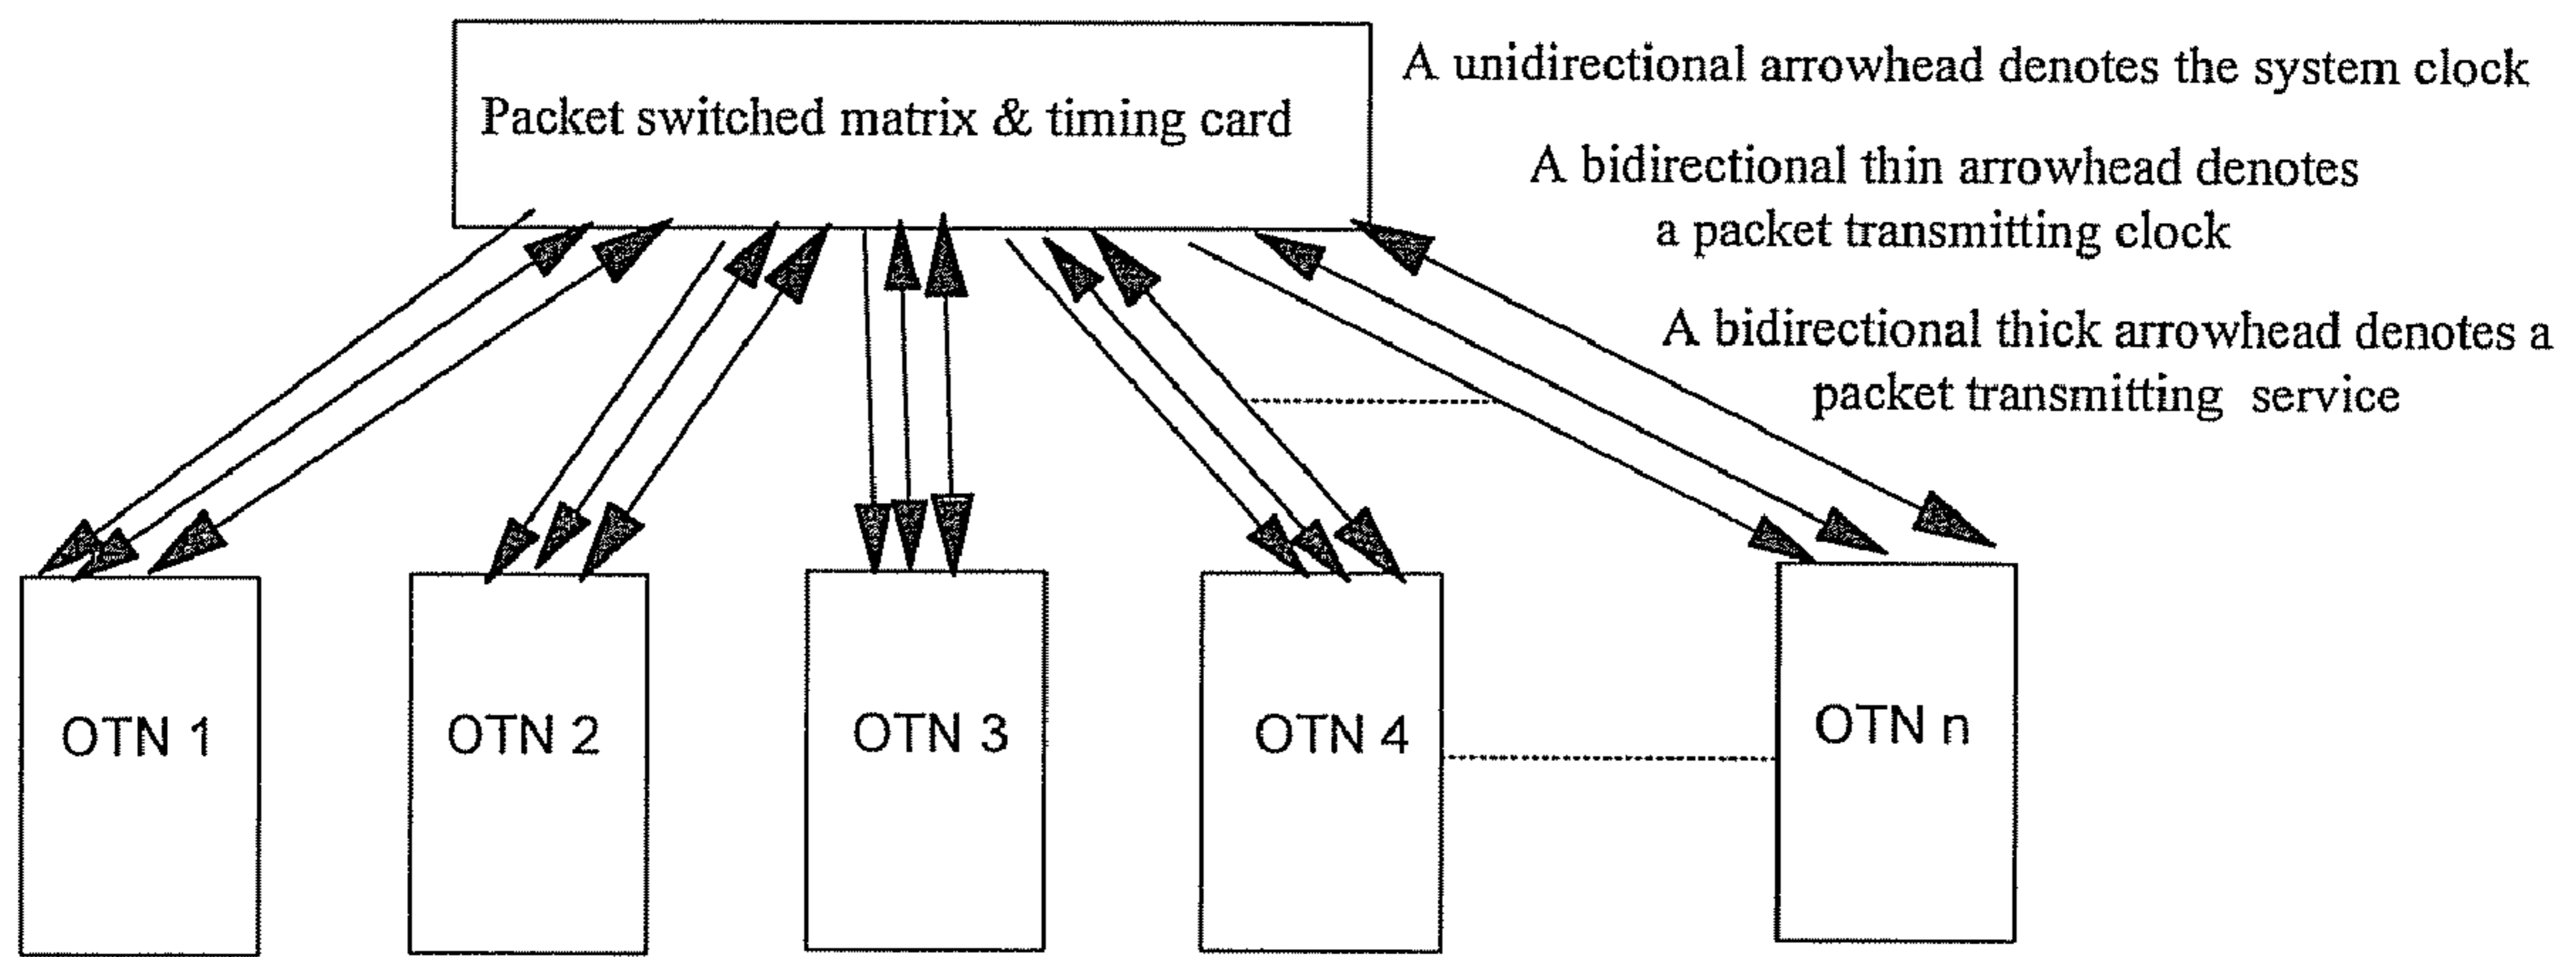 A unidirectional arrowhead denotes the system clock
Packet switched matrix & timing card
A bidirectional thin arrowhead denotes
a packet transmitting clock
A bidirectional thick arrowhead denotes a
packet transmitting service
OTN 1
OTN 2
OTN 3
OTN 4
OTN n